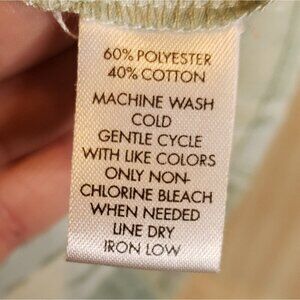 60% POLYESTER
40% COTTON
MACHINE WASH
COLD
GENTLE CYCLE
WITH LIKE COLORS
ONLY NON-
CHLORINE BLEACH
WHEN NEEDED
LINE DRY
IRON LOW